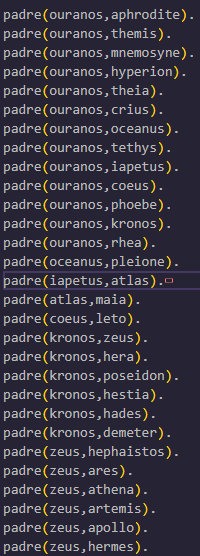 padre(ouranos,aphrodite).
padre(ouranos,themis).
padre(ouranos,mnemosyne).
padre(ouranos,hyperion).
padre(ouranos,theia).
padre(ouranos,crius).
padre(ouranos,oceanus).
padre(ouranos,tethys).
padre(ouranos,iapetus).
padre(ouranos,coeus).
padre(ouranos,phoebe).
padre(ouranos,kronos).
padre(ouranos,rhea).
padre(oceanus,pleione).
padre(iapetus,atlas).
padre(atlas,maia).
padre(coeus,leto).
padre(kronos,zeus).
padre(kronos,hera).
padre(kronos,poseidon).
padre(kronos,hestia).
padre(kronos,hades).
padre(kronos,demeter).
padre(zeus,hephaistos).
padre(zeus,ares).
padre(zeus,athena).
padre(zeus,artemis).
padre(zeus,apollo).
padre(zeus,hermes).